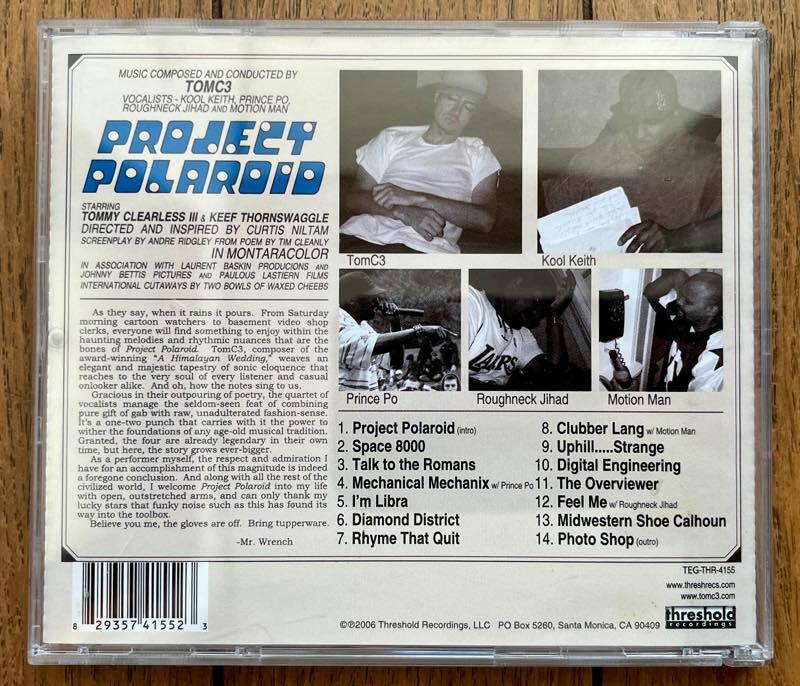 MUSIC COMPOSED AND CONDUCTED BY
TOMC3
VOCALISTS - KOOL KEITH, PRINCE PO,
ROUGHNECK JIHAD AND MOTION MAN
PROJECT
POLAROID
STARRING
TOMMY CLEARLESS III & KEEF THORNSWAGGLE
DIRECTED AND INSPIRED BY CURTIS NILTAM
SCREENPLAY BY ANDRE RIDGLEY FROM POEM BY TIM CLEANLY
IN MONTARACOLOR
IN ASSOCIATION WITH LAURENT BASKIN PRODUCIONS AND
JOHNNY BETTIS PICTURES AND PAULOUS LASTIERN FILMS
INTERNATIONAL CUTAWAYS BY TWO BOWLS OF WAXED CHEEBS
As they say, when it rains it pours. From Saturday
morning cartoon watchers to basement video shop
clerks, everyone will find something to enjoy within the
haunting melodies and rhythmic nuances that are the
bones of Project Polaroid. TomC3, composer of the
award-winning "A Himalayan Wedding," weaves an
elegant and majestic tapestry of sonic eloquence that
reaches to the very soul of every listener and casual
onlooker alike. And oh, how the notes sing to us.
Gracious in their outpouring of poetry, the quartet of
vocalists manage the seldom-seen feat of combining
pure gift of gab with raw, unadulterated fashion-sense.
It's a one-two punch that carries with it the power to
wither the foundations of any age-old musical tradition.
Granted, the four are already legendary in their own
time, but here, the story grows ever-bigger.
As a performer myself, the respect and admiration I
have for an accomplishment of this magnitude is indeed
a foregone conclusion. And along with all the rest of the
civilized world, I welcome Project Polaroid into my life
with open, outstretched arms, and can only thank my
lucky stars that funky noise such as this has found its
way into the toolbox.
Believe you me, the gloves are off. Bring tupperware.
-Mr. Wrench
TomC3
Kool Keith
Prince Po
Roughneck Jihad
Motion Man
1. Project Polaroid (intro)
2. Space 8000
3. Talk to the Romans
4. Mechanical Mechanix w/ Prince Po
5. I'm Libra
6. Diamond District
7. Rhyme That Quit
8. Clubber Lang w/ Motion Man
9. Uphill.....Strange
10. Digital Engineering
11. The Overviewer
12. Feel Me w/ Roughneck Jihad
13. Midwestern Shoe Calhoun
14. Photo Shop (outro)
TEG-THR-4155
www.threshrecs.com
www.tomc3.com
threshold
recordings
8 29357 41552 3
©℗2006 Threshold Recordings, LLC PO Box 5260, Santa Monica, CA 90409